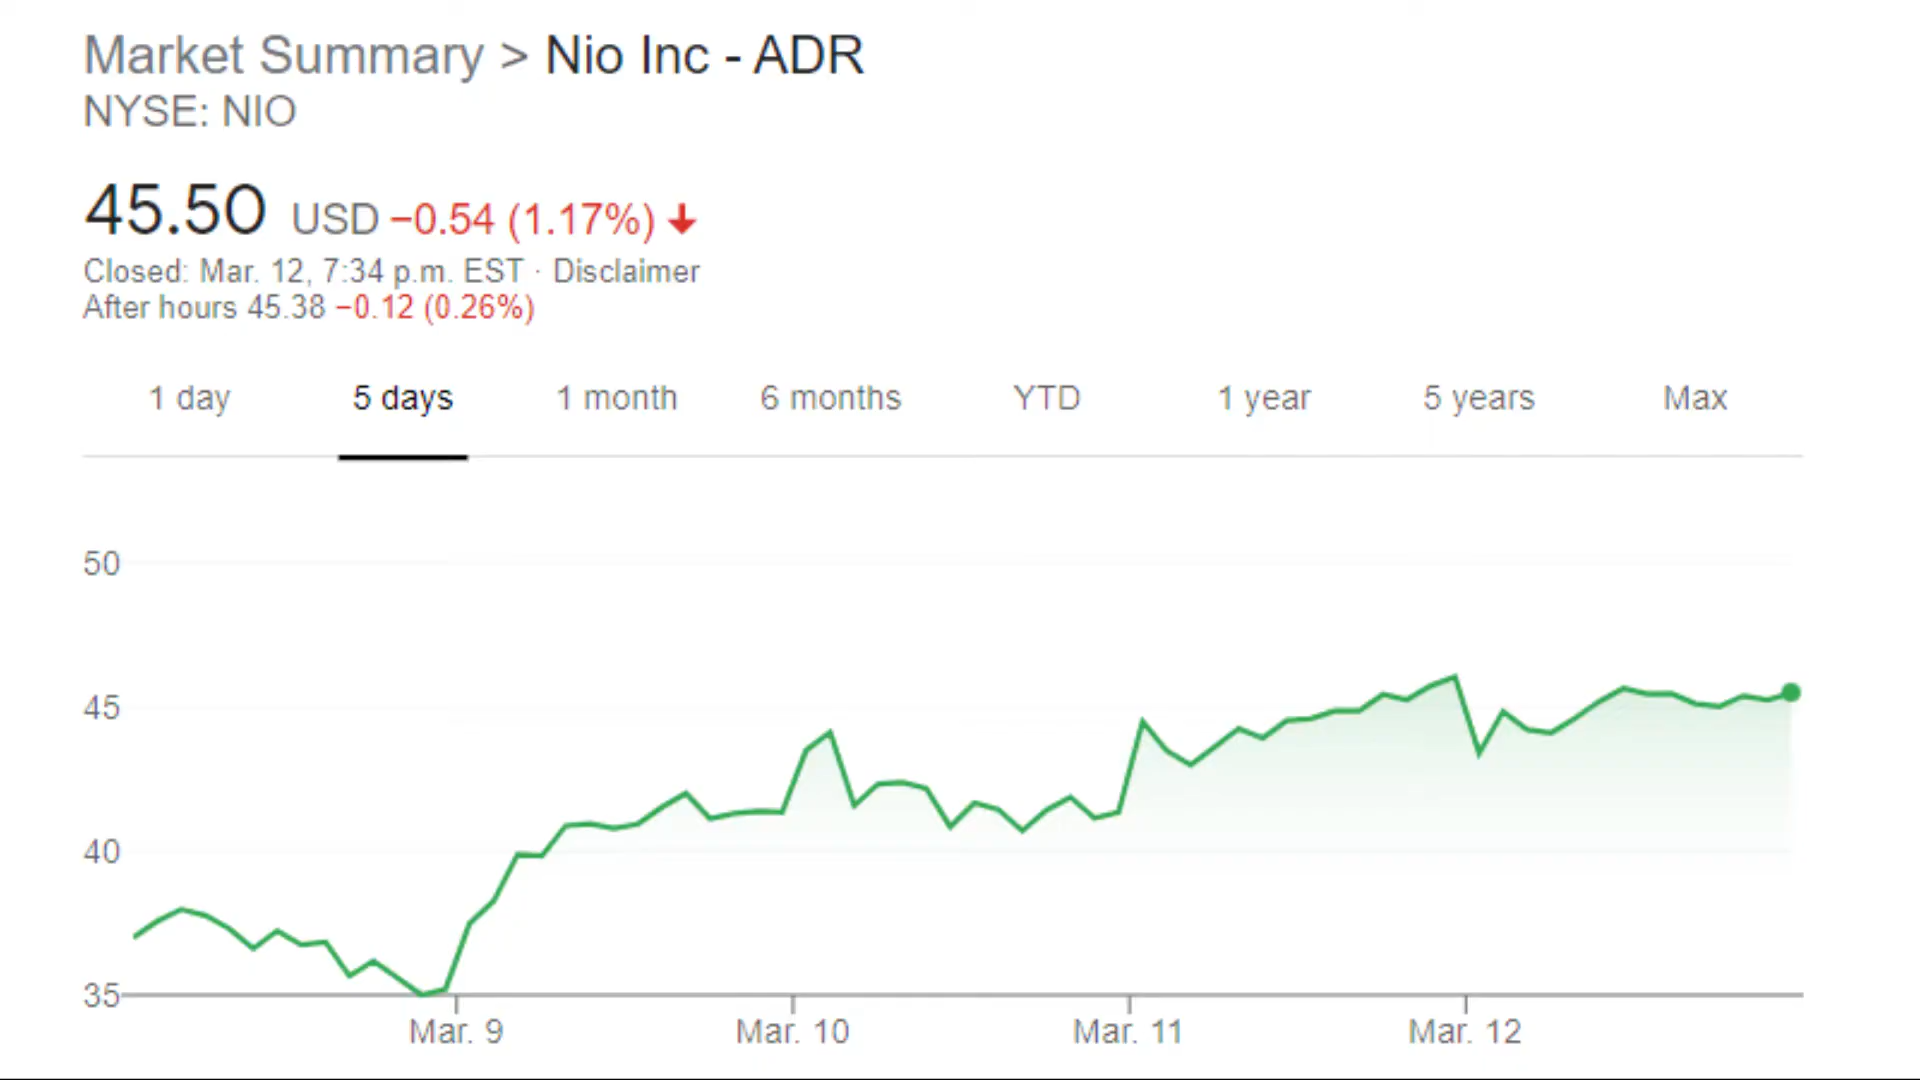 Market Summary > Nio Inc - ADR
NYSE: NIO
45.50 USD −0.54 (1.17%)
Closed: Mar. 12, 7:34 p.m. EST · Disclaimer
After hours 45.38 −0.12 (0.26%)
1 day 5 days 1 month 6 months YTD 1 year 5 years Max
50
45
40
35
Mar. 9 Mar. 10 Mar. 11 Mar. 12